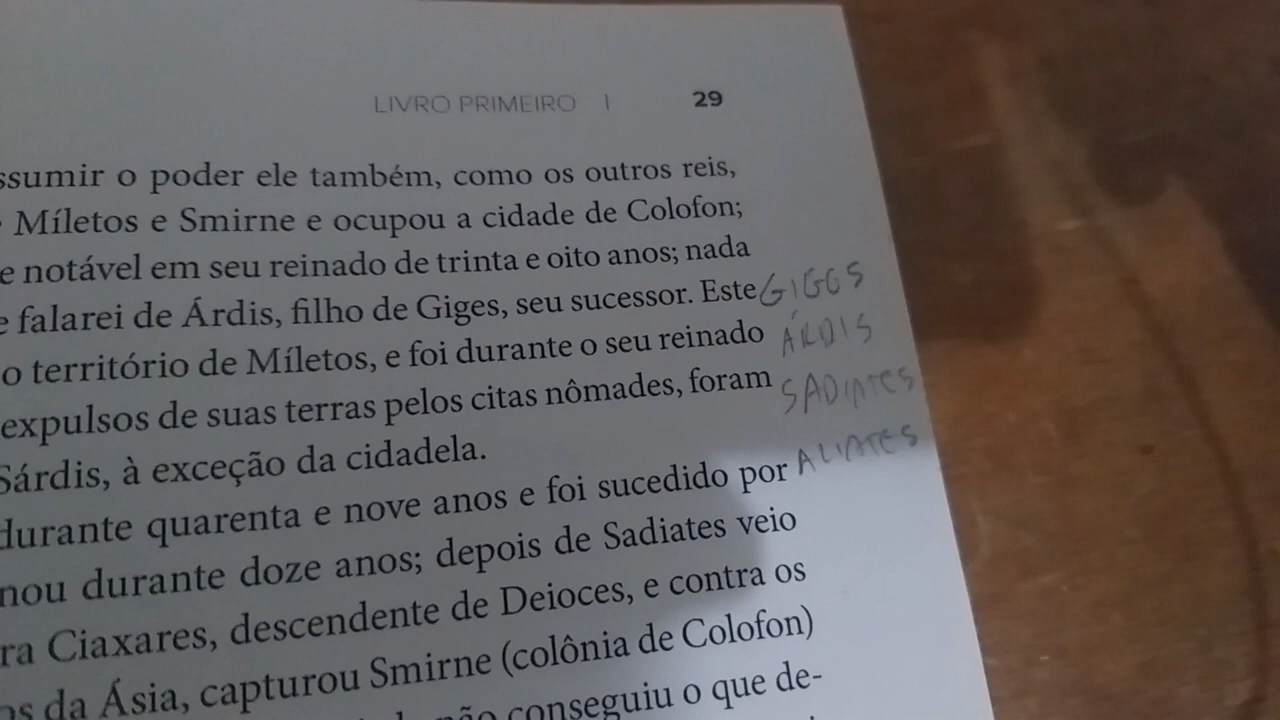 LIVRO PRIMEIRO | 29
ssumir o poder ele também, como os outros reis,
Míletos e Smirne e ocupou a cidade de Colofon;
e notável em seu reinado de trinta e oito anos; nada
e falarei de Árdis, filho de Giges, seu sucessor. Este GIGES
o território de Míletos, e foi durante o seu reinado ÁRDIS
expulsos de suas terras pelos citas nômades, foram SADIATES
Sárdis, à exceção da cidadela.
durante quarenta e nove anos e foi sucedido por ALIATES
nou durante doze anos; depois de Sadiates veio
ra Ciaxares, descendente de Deioces, e contra os
os da Ásia, capturou Smirne (colônia de Colofon)
não conseguiu o que de-